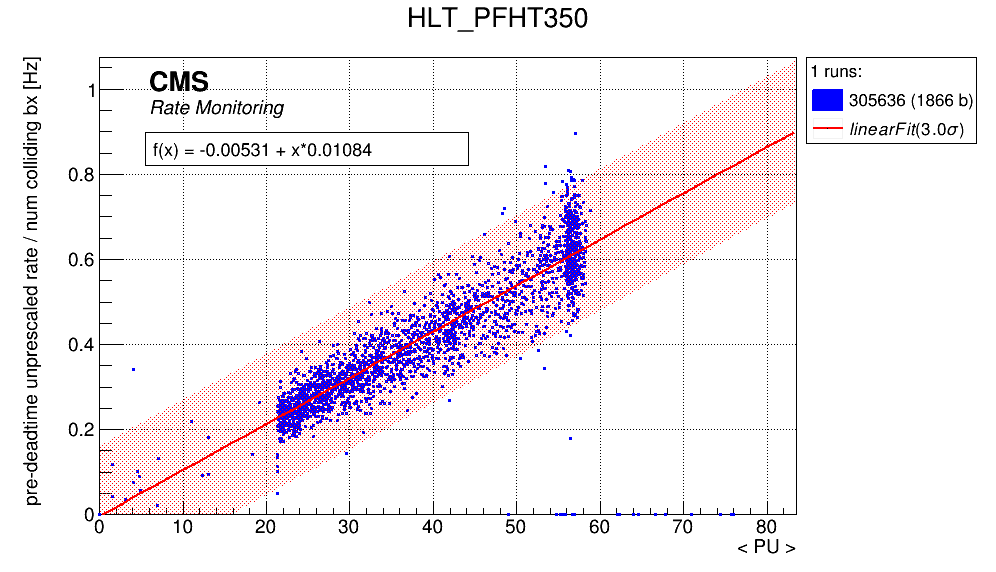 HLT_PFHT350
pre-deadtime unprescaled rate / num colliding bx [Hz]
CMS
Rate Monitoring
f(x) = -0.00531 + x*0.01084
1
0.8
0.6
0.4
0.2
0
0 10 20 30 40 50 60 70 80
< PU >
1 runs:
305636 (1866 b)
linearFit(3.0σ)